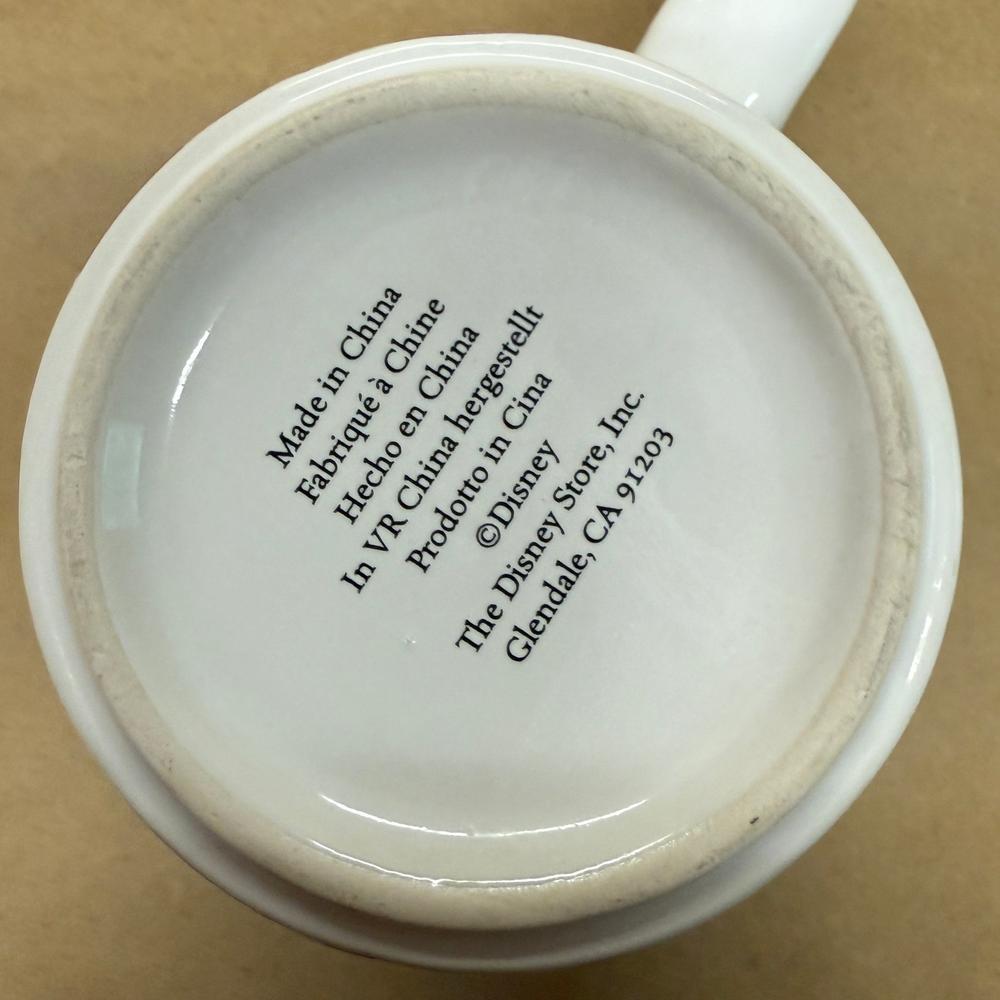 Made in China
Fabriqué à Chine
Hecho en China
In VR China hergestellt
Prodotto in Cina
©Disney
The Disney Store, Inc.
Glendale, CA 91203